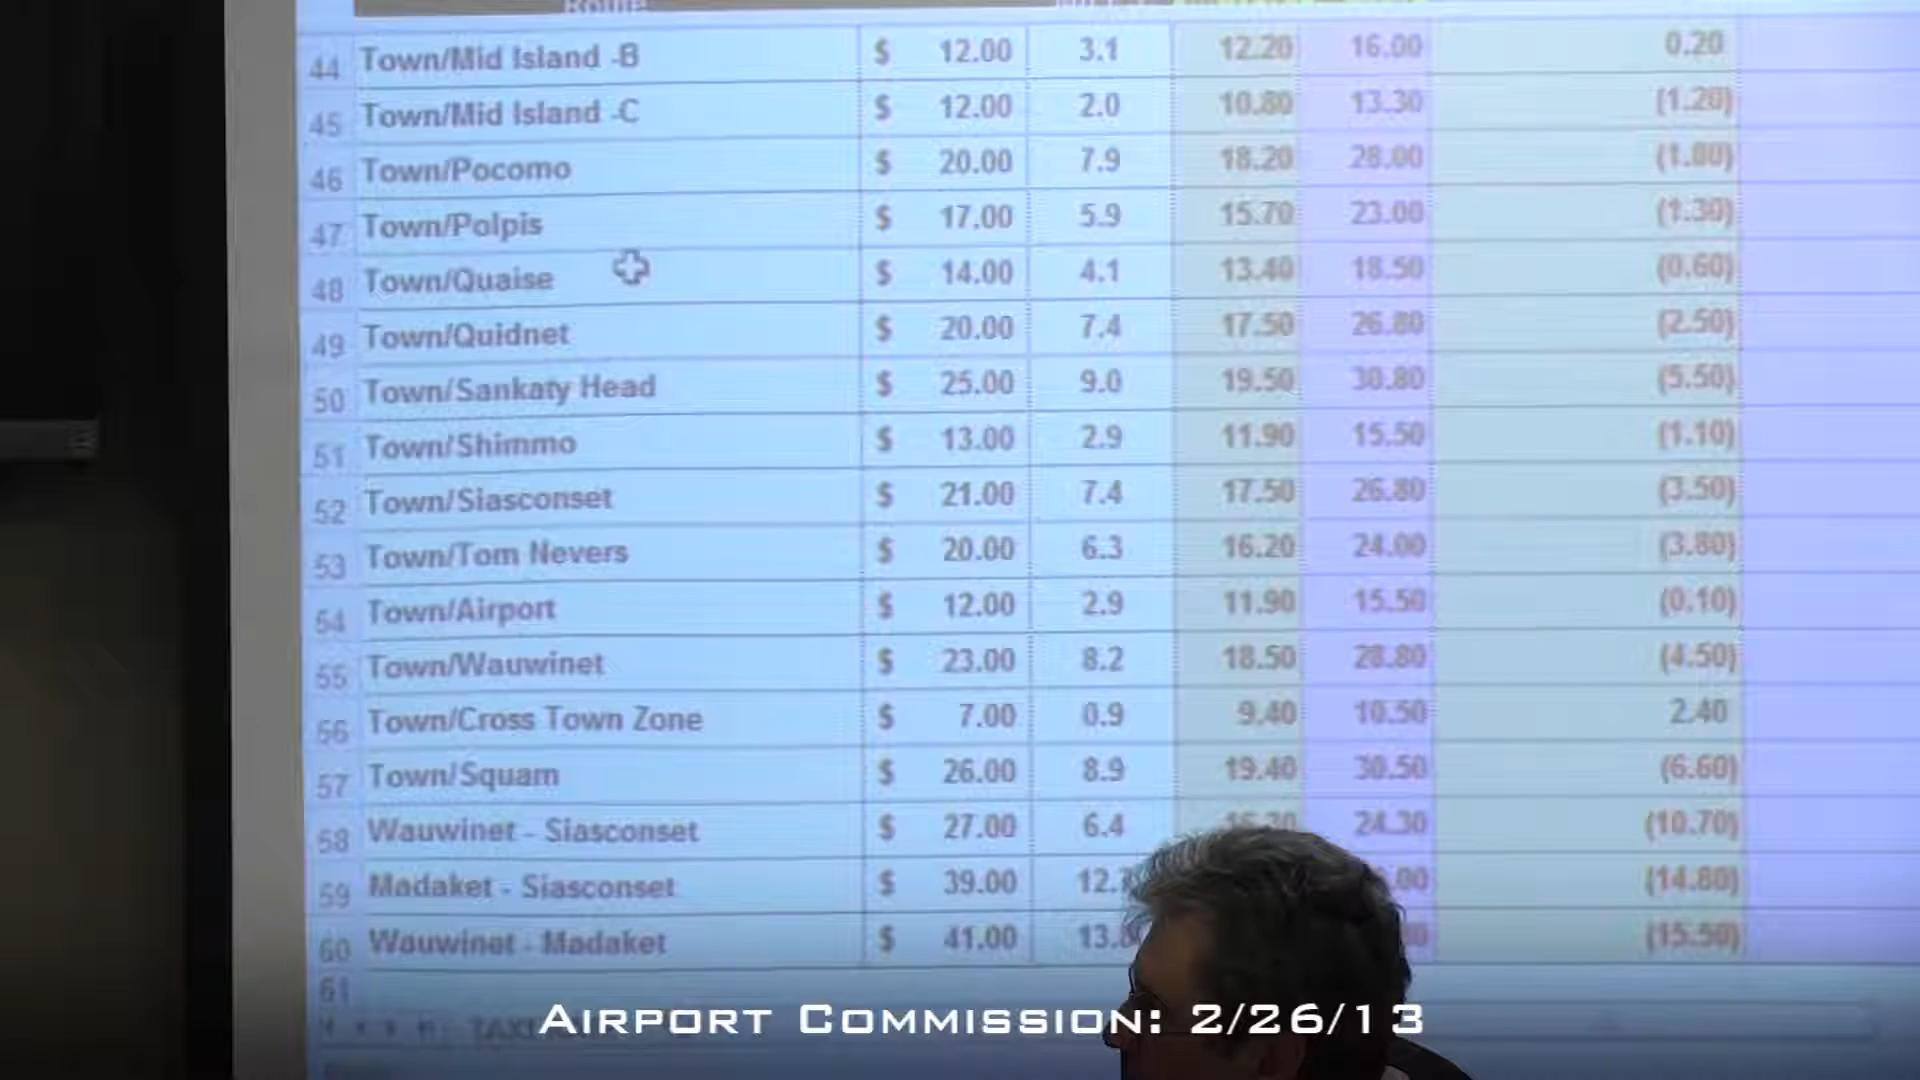 Route
44 Town/Mid Island -B $ 12.00 3.1 12.20 16.00 0.20
45 Town/Mid Island -C $ 12.00 2.0 10.80 13.30 (1.20)
46 Town/Pocomo $ 20.00 7.9 18.20 28.00 (1.80)
47 Town/Polpis $ 17.00 5.9 15.70 23.00 (1.30)
48 Town/Quaise $ 14.00 4.1 13.40 18.50 (0.60)
49 Town/Quidnet $ 20.00 7.4 17.50 26.80 (2.50)
50 Town/Sankaty Head $ 25.00 9.0 19.50 30.80 (5.50)
51 Town/Shimmo $ 13.00 2.9 11.90 15.50 (1.10)
52 Town/Siasconset $ 21.00 7.4 17.50 26.80 (3.50)
53 Town/Tom Nevers $ 20.00 6.3 16.20 24.00 (3.80)
54 Town/Airport $ 12.00 2.9 11.90 15.50 (0.10)
55 Town/Wauwinet $ 23.00 8.2 18.50 28.80 (4.50)
56 Town/Cross Town Zone $ 7.00 0.9 9.40 10.50 2.40
57 Town/Squam $ 26.00 8.9 19.40 30.50 (6.60)
58 Wauwinet - Siasconset $ 27.00 6.4 16.30 24.30 (10.70)
59 Madaket - Siasconset $ 39.00 (14.80)
60 Wauwinet - Madaket $ 41.00 (15.50)
61
Airport Commission: 2/26/13